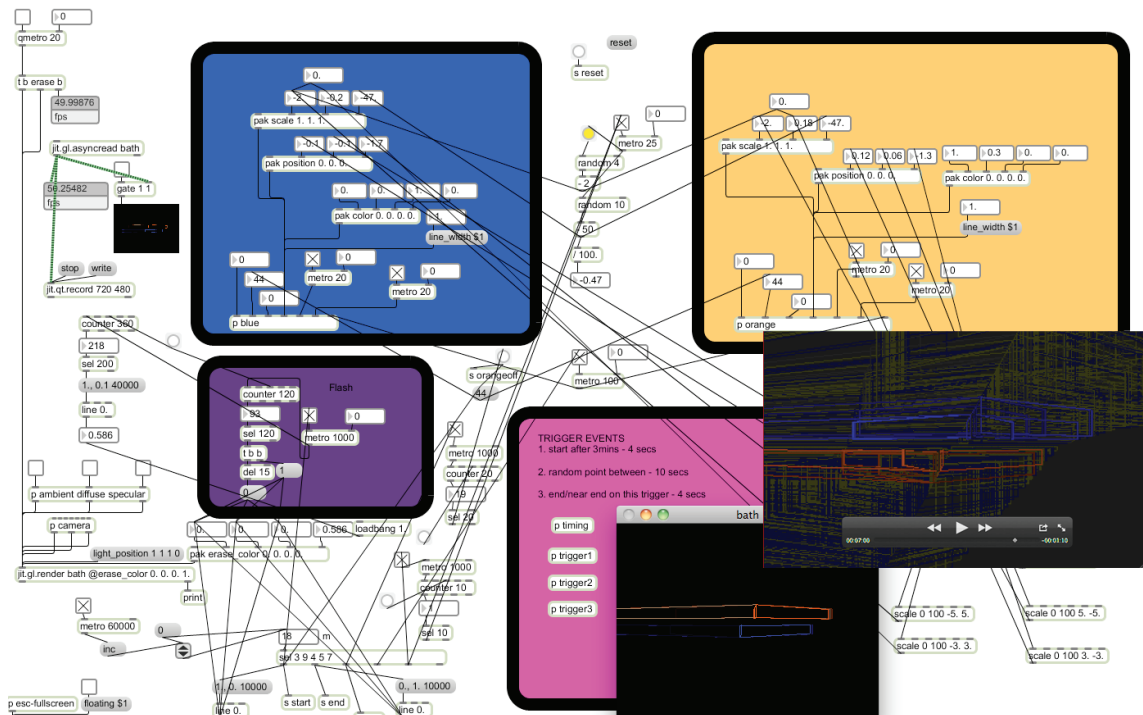 0
qmetro 20
t b erase b
49.99876
fps
jit.gl.asyncread bath
56.25482
fps
gate 1 1
stop
write
jit.qt.record 720 480
counter 360
218
sel 200
1., 0.1 40000
line 0.
0.586
p ambient diffuse specular
p camera
light_position 1 1 1 0
jit.gl.render bath @erase_color 0. 0. 0. 1.
print
metro 60000
inc
0
p esc-fullscreen
floating $1
0.
-2.
-0.2
-47.
pak scale 1. 1. 1.
-0.1
-0.1
-1.7
pak position 0. 0. 0.
0.
0.
1.
0.
pak color 0. 0. 0. 0.
1.
line_width $1
0
44
0
metro 20
0
metro 20
0
p blue
Flash
counter 120
93
sel 120
t b b
del 15
1
0
metro 1000
0
0.
0.
0.
0.586
loadbang 1.
pak erase_color 0. 0. 0. 0.
18
m
sel 3 9 4 5 7
1., 0. 10000
s start
s end
0., 1. 10000
line 0.
line 0.
reset
s reset
metro 25
0
random 4
- 2
random 10
/ 50
/ 100.
-0.47
s orangeoff
44
metro 100
0
metro 1000
counter 20
19
sel 20
metro 1000
counter 10
1
sel 10
0.
-2.
0.18
-47.
pak scale 1. 1. 1.
0.12
0.06
-1.3
pak position 0. 0. 0.
1.
0.3
0.
0.
pak color 0. 0. 0. 0.
1.
line_width $1
0
44
0
metro 20
0
metro 20
0
p orange
TRIGGER EVENTS
1. start after 3mins - 4 secs
2. random point between - 10 secs
3. end/near end on this trigger - 4 secs
p timing
p trigger1
p trigger2
p trigger3
bath
00:07:00
-00:01:15
scale 0 100 -5. 5.
scale 0 100 5. -5.
scale 0 100 -3. 3.
scale 0 100 3. -3.